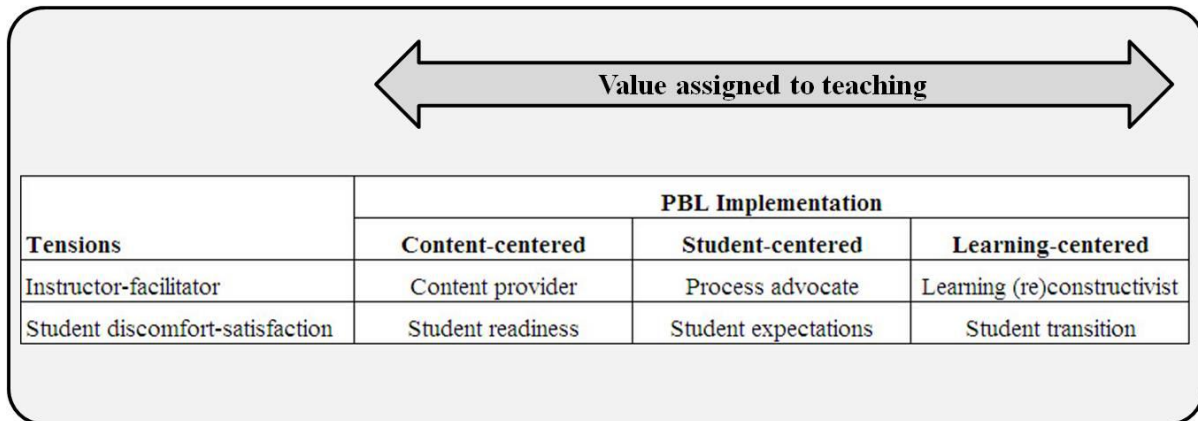 Value assigned to teaching
PBL Implementation
Tensions Content-centered Student-centered Learning-centered
Instructor-facilitator Content provider Process advocate Learning (re)constructivist
Student discomfort-satisfaction Student readiness Student expectations Student transition